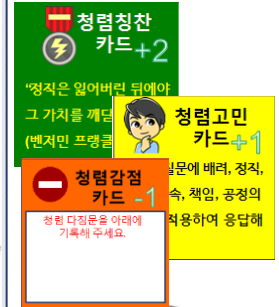 청렴칭찬
카드+2
“정직은 잃어버린 뒤에야
그 가치를 깨닫
(벤저민 프랭클
청렴고민
카드+1
질문에 배려, 정직,
속, 책임, 공정의
적용하여 응답해
청렴감점
카드 -1
청렴 다짐문을 아래에
기록해 주세요.